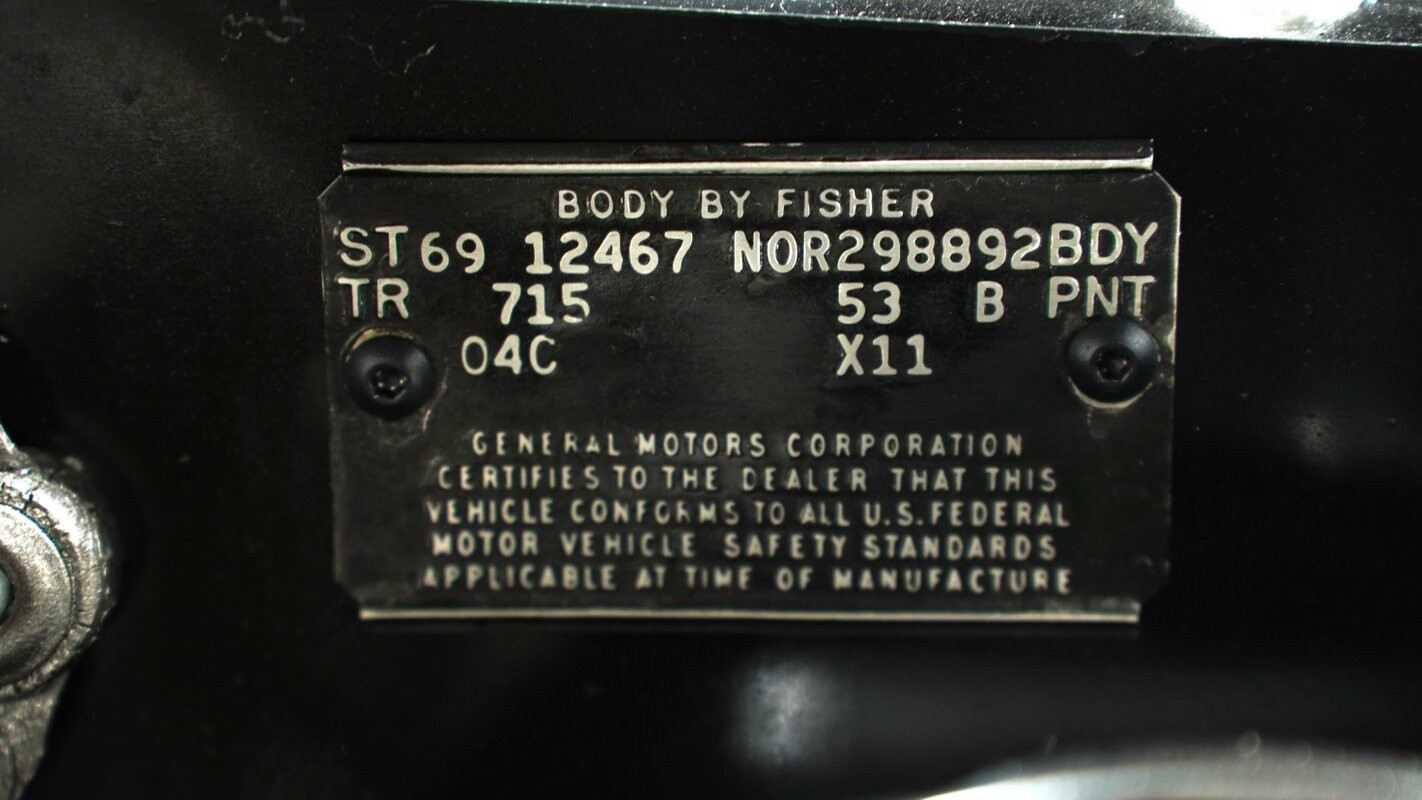 BODY BY FISHER
ST69 12467 NOR298892BDY
TR 715 53 B PNT
04C X11
GENERAL MOTORS CORPORATION
CERTIFIES TO THE DEALER THAT THIS
VEHICLE CONFORMS TO ALL U.S. FEDERAL
MOTOR VEHICLE SAFETY STANDARDS
APPLICABLE AT TIME OF MANUFACTURE